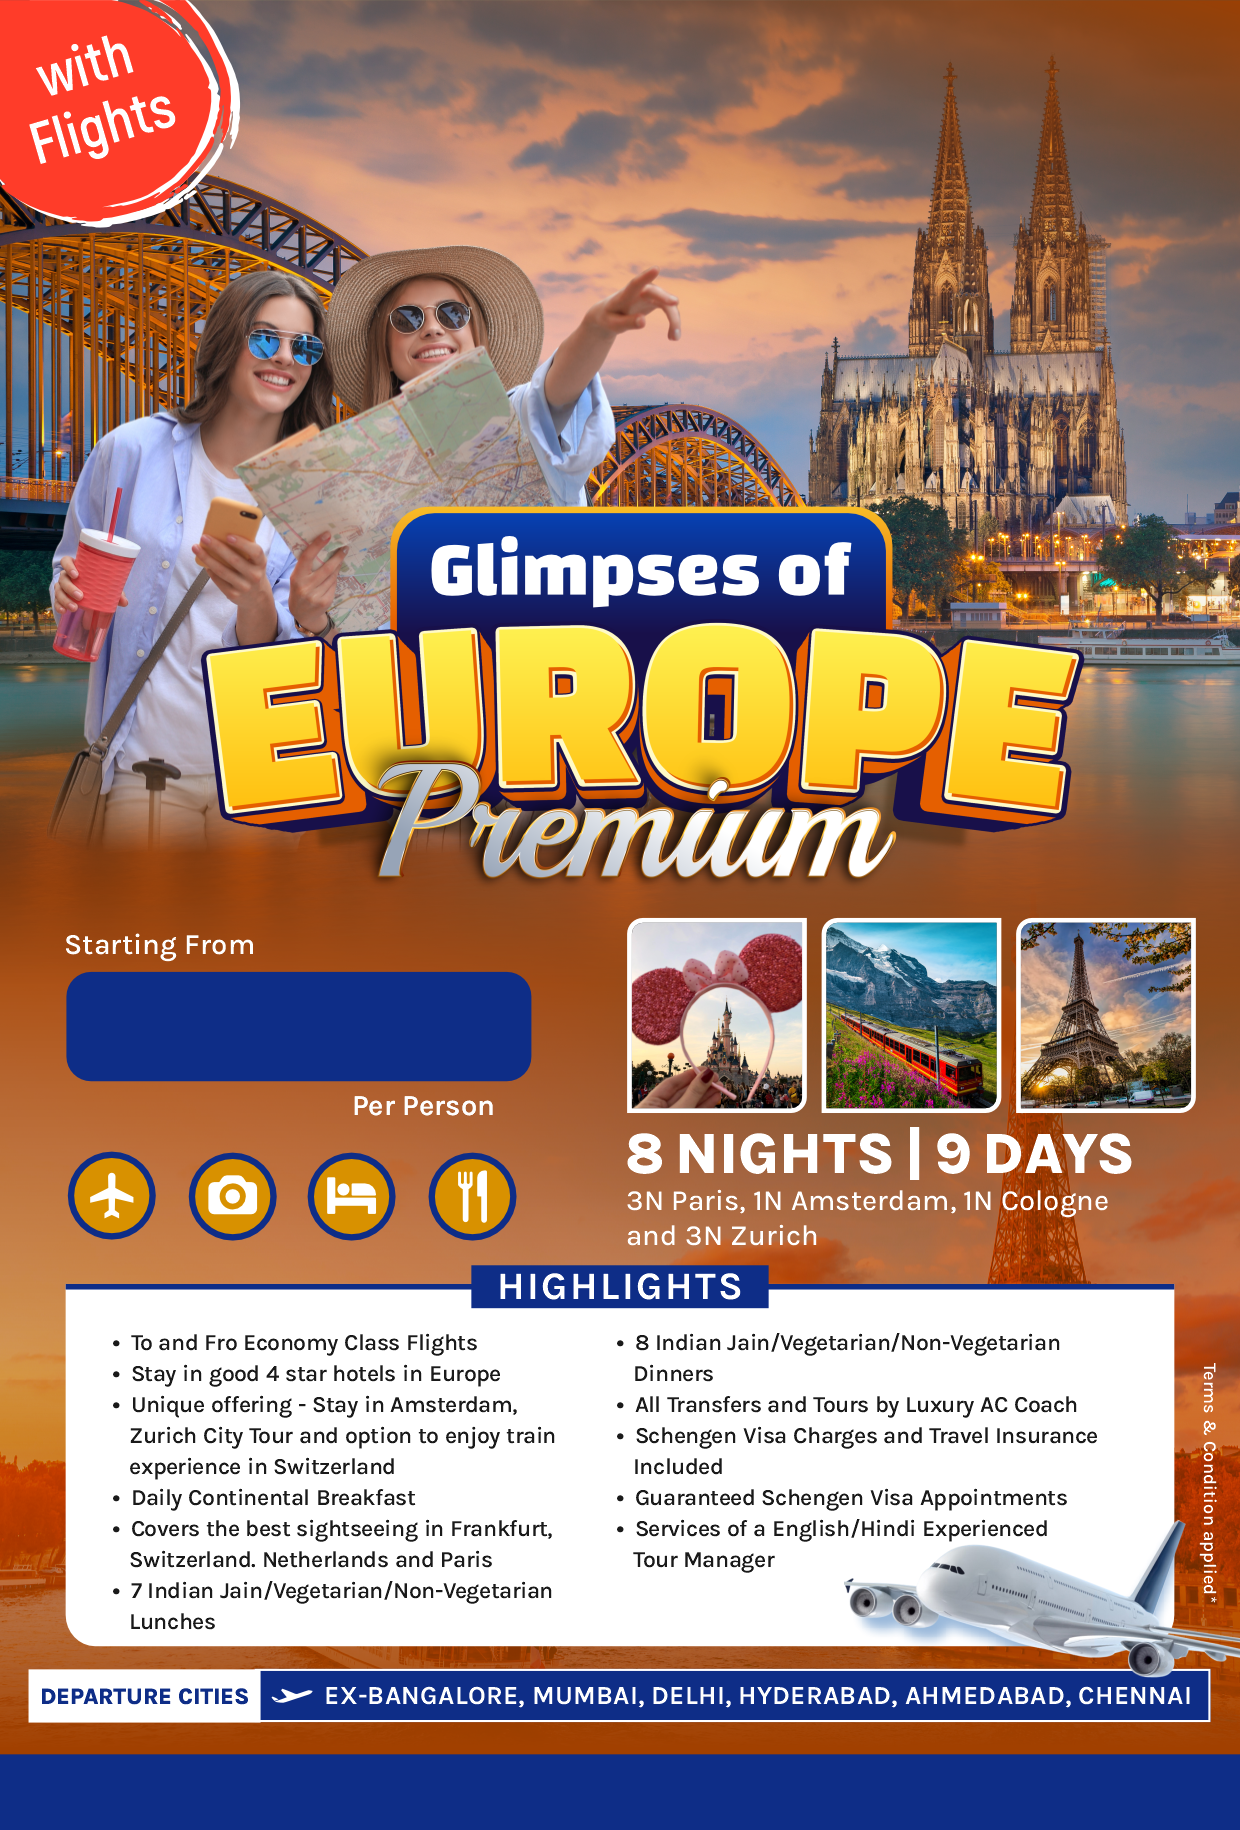 with
Flights
Glimpses of
EUROPE
Premium
Starting From
Per Person
8 NIGHTS | 9 DAYS
3N Paris, 1N Amsterdam, 1N Cologne
and 3N Zurich
HIGHLIGHTS
• To and Fro Economy Class Flights
• Stay in good 4 star hotels in Europe
• Unique offering - Stay in Amsterdam,
Zurich City Tour and option to enjoy train
experience in Switzerland
• Daily Continental Breakfast
• Covers the best sightseeing in Frankfurt,
Switzerland. Netherlands and Paris
• 7 Indian Jain/Vegetarian/Non-Vegetarian
Lunches
• 8 Indian Jain/Vegetarian/Non-Vegetarian
Dinners
• All Transfers and Tours by Luxury AC Coach
• Schengen Visa Charges and Travel Insurance
Included
• Guaranteed Schengen Visa Appointments
• Services of a English/Hindi Experienced
Tour Manager
Terms & Condition applied*
DEPARTURE CITIES
EX-BANGALORE, MUMBAI, DELHI, HYDERABAD, AHMEDABAD, CHENNAI